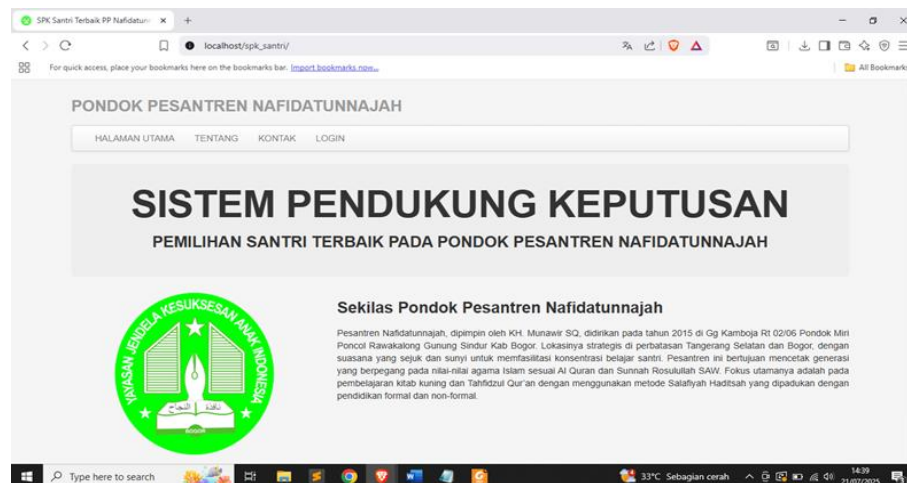 SPK Santri Terbaik PP Nafidatun
localhost/spk_santri/
For quick access, place your bookmarks here on the bookmarks bar. Import bookmarks now...
All Bookmarks
PONDOK PESANTREN NAFIDATUNNAJAH
HALAMAN UTAMA TENTANG KONTAK LOGIN
SISTEM PENDUKUNG KEPUTUSAN
PEMILIHAN SANTRI TERBAIK PADA PONDOK PESANTREN NAFIDATUNNAJAH
YAYASAN JENDELA KESUKSESAN ANAK INDONESIA
نافذة النجاح
BOGOR
Sekilas Pondok Pesantren Nafidatunnajah
Pesantren Nafidatunnajah, dipimpin oleh KH. Munawir SQ, didirikan pada tahun 2015 di Gg Kamboja Rt 02/06 Pondok Miri
Poncol Rawakalong Gunung Sindur Kab Bogor. Lokasinya strategis di perbatasan Tangerang Selatan dan Bogor, dengan
suasana yang sejuk dan sunyi untuk memfasilitasi konsentrasi belajar santri. Pesantren ini bertujuan mencetak generasi
yang berpegang pada nilai-nilai agama Islam sesuai Al Quran dan Sunnah Rosulullah SAW. Fokus utamanya adalah pada
pembelajaran kitab kuning dan Tahfidzul Qur'an dengan menggunakan metode Salafiyah Haditsah yang dipadukan dengan
pendidikan formal dan non-formal.
Type here to search
33°C Sebagian cerah
14:39
21/07/2025